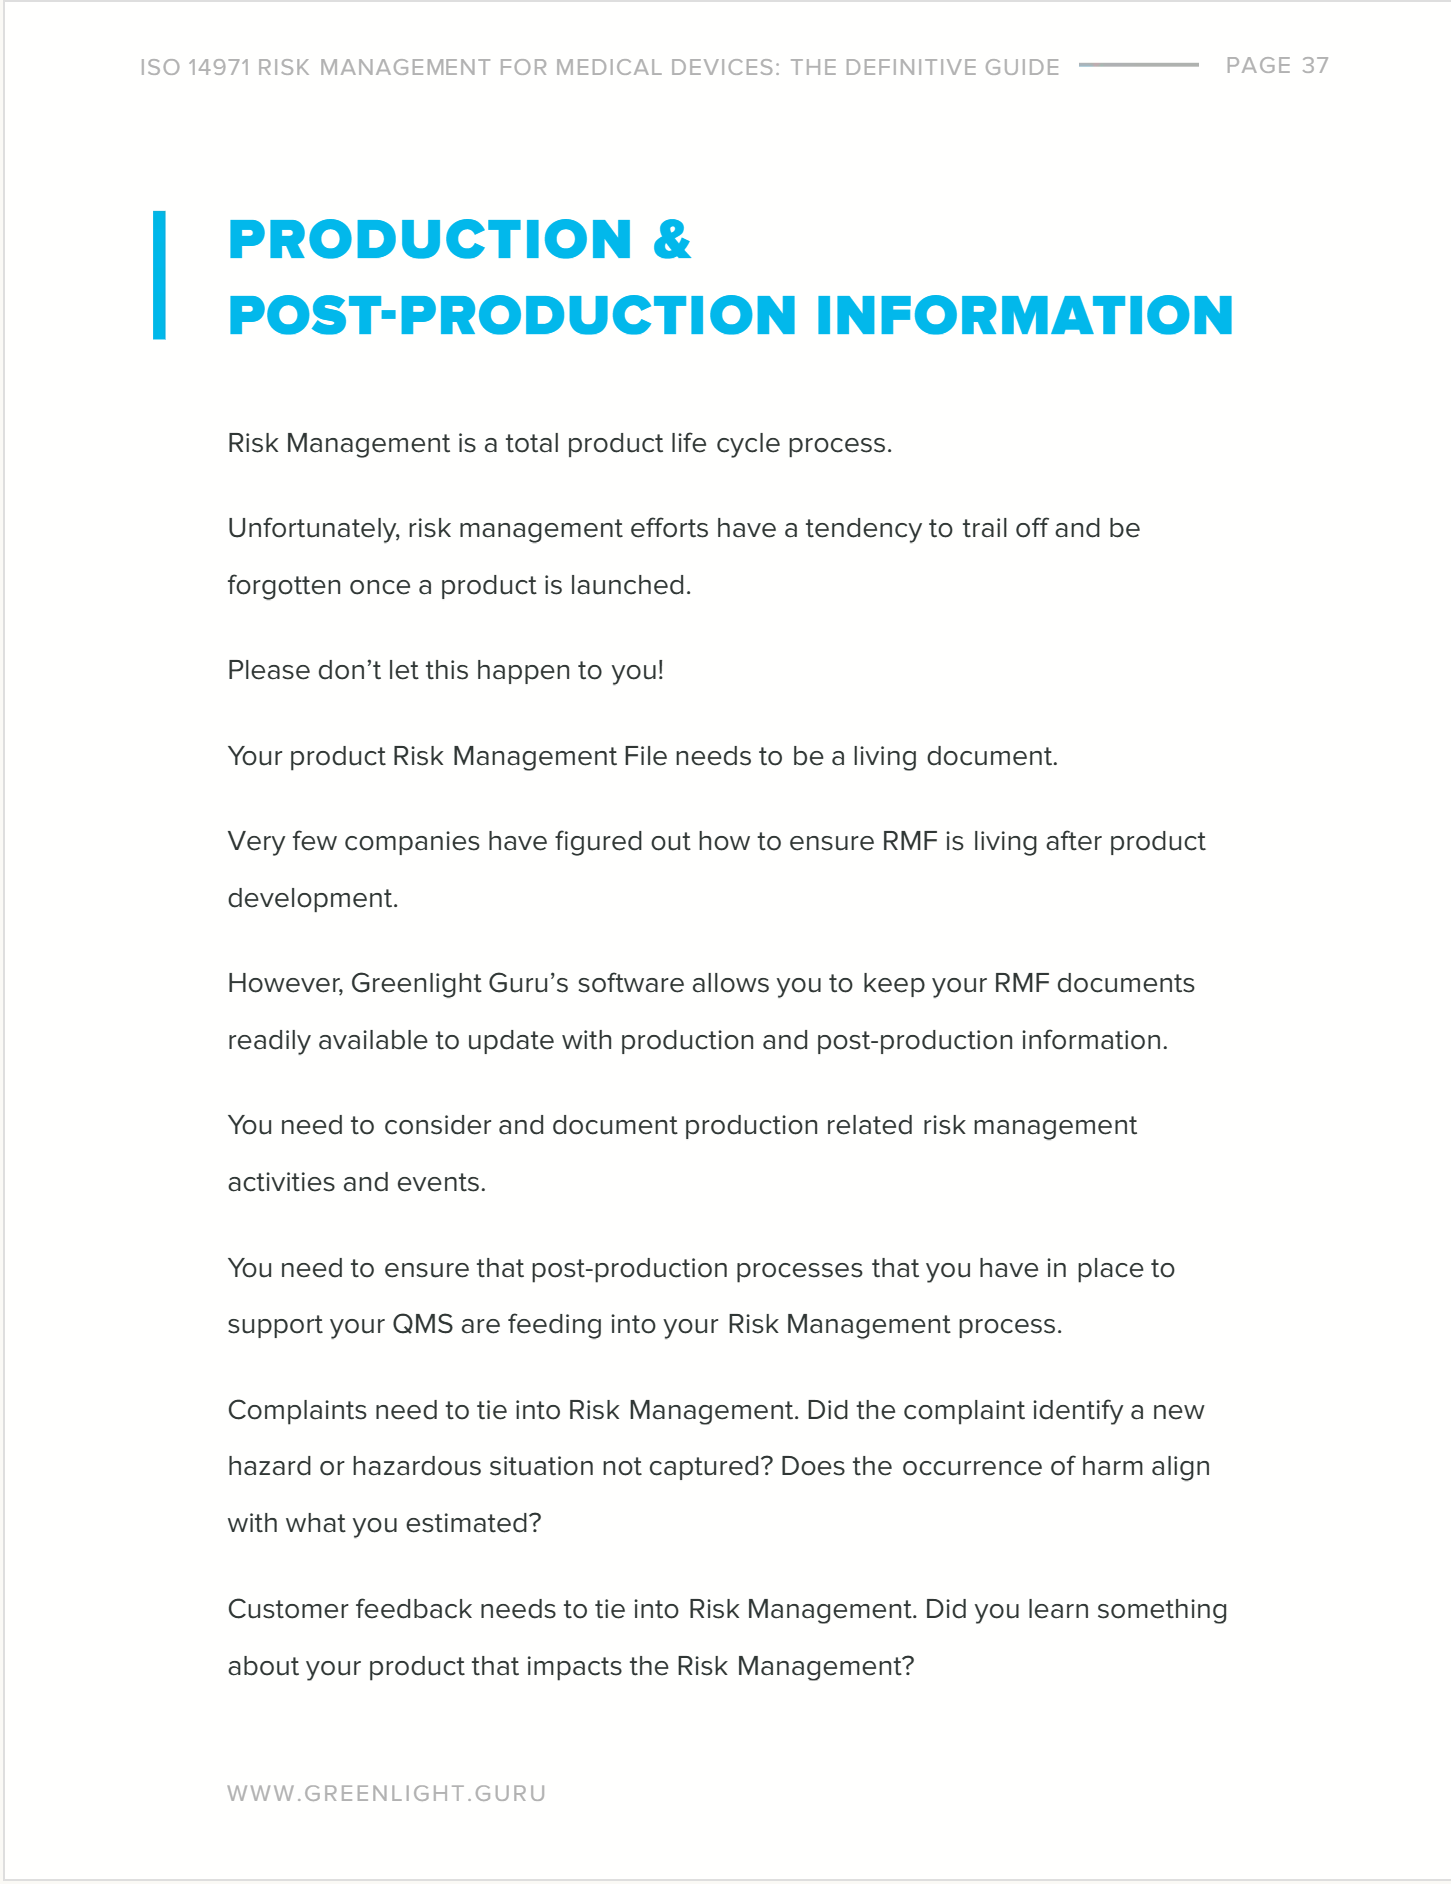 ISO 14971 RISK MANAGEMENT FOR MEDICAL DEVICES: THE DEFINITIVE GUIDE PAGE 37
PRODUCTION &
POST-PRODUCTION INFORMATION
Risk Management is a total product life cycle process.
Unfortunately, risk management efforts have a tendency to trail off and be
forgotten once a product is launched.
Please don’t let this happen to you!
Your product Risk Management File needs to be a living document.
Very few companies have figured out how to ensure RMF is living after product
development.
However, Greenlight Guru’s software allows you to keep your RMF documents
readily available to update with production and post-production information.
You need to consider and document production related risk management
activities and events.
You need to ensure that post-production processes that you have in place to
support your QMS are feeding into your Risk Management process.
Complaints need to tie into Risk Management. Did the complaint identify a new
hazard or hazardous situation not captured? Does the occurrence of harm align
with what you estimated?
Customer feedback needs to tie into Risk Management. Did you learn something
about your product that impacts the Risk Management?
WWW.GREENLIGHT.GURU